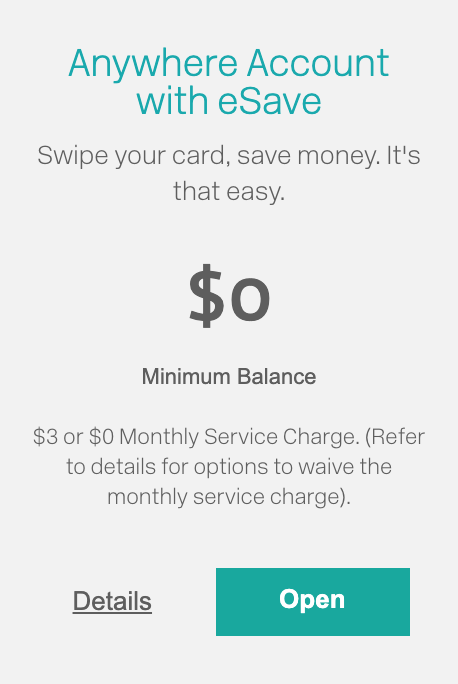 Anywhere Account
with eSave
Swipe your card, save money. It's
that easy.
$0
Minimum Balance
$3 or $0 Monthly Service Charge. (Refer
to details for options to waive the
monthly service charge).
Details
Open